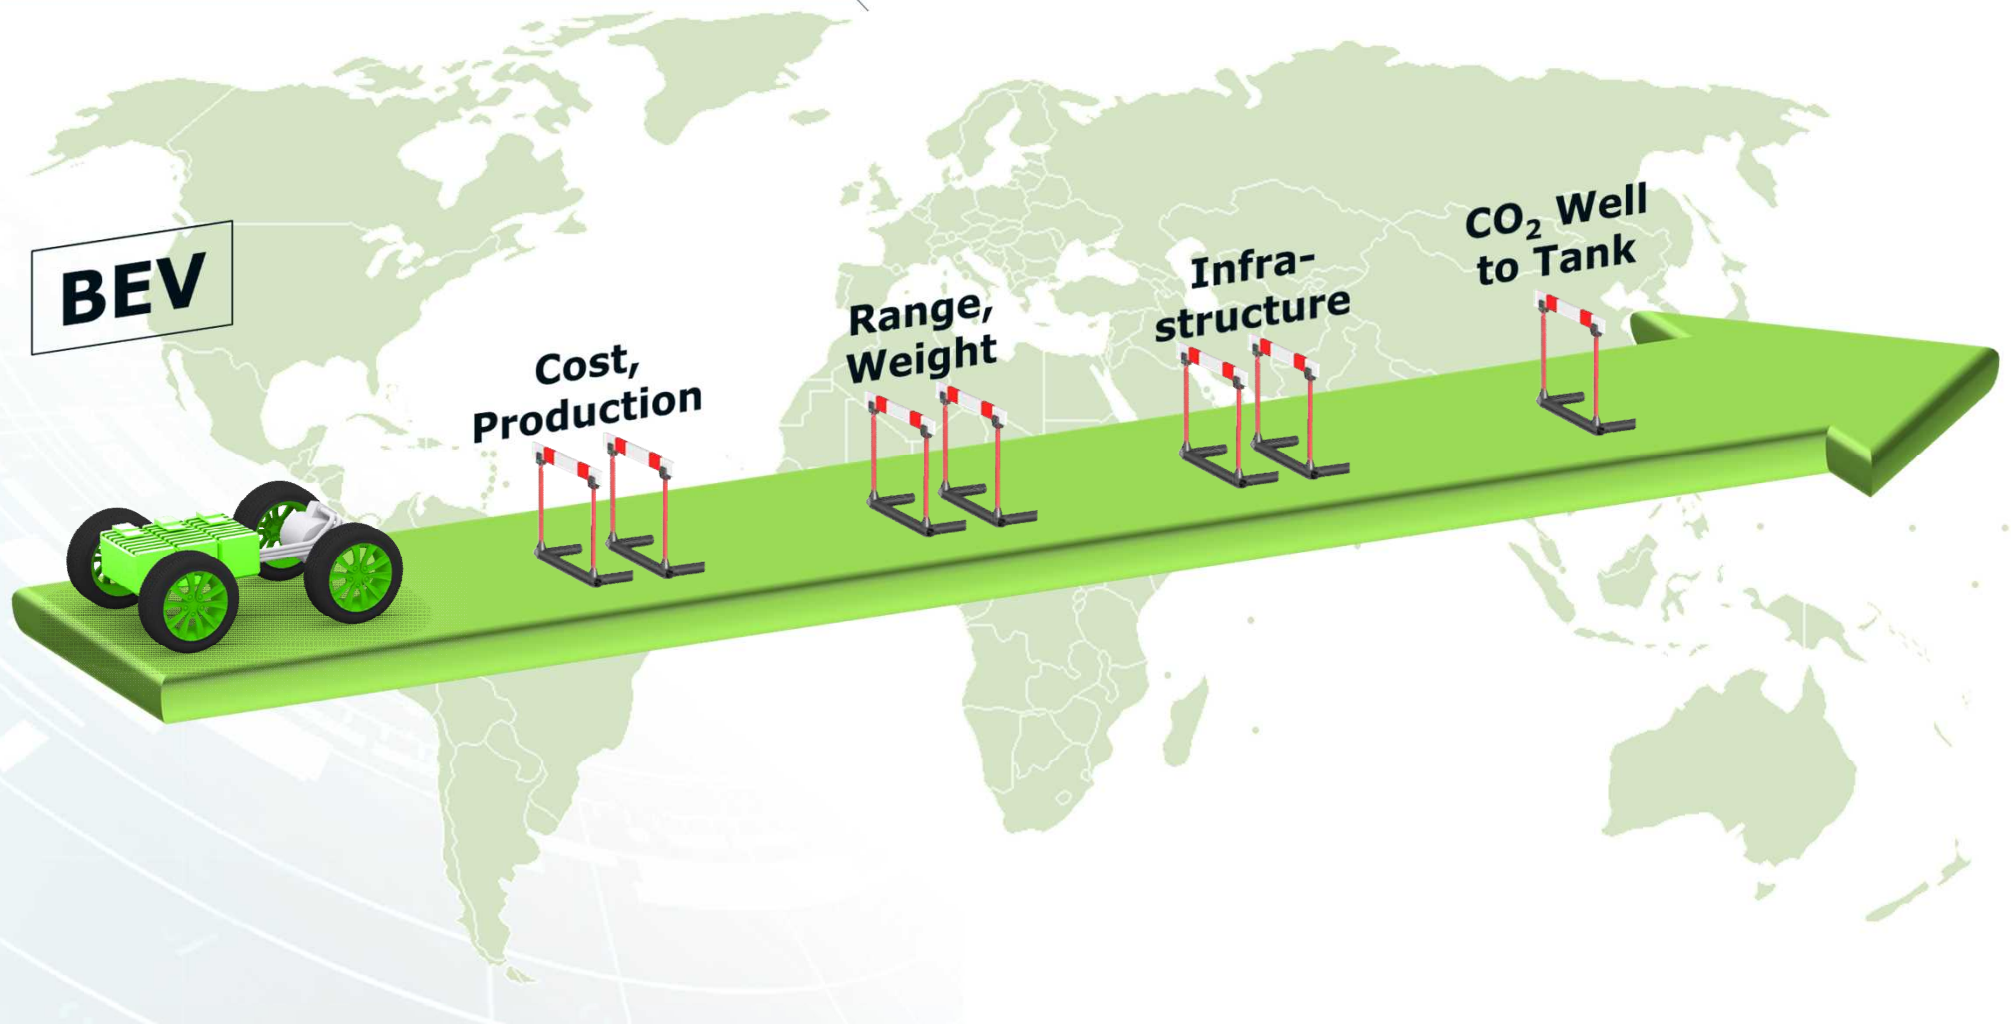 BEV
Cost,
Production
Range,
Weight
Infra-
structure
CO₂ Well
to Tank